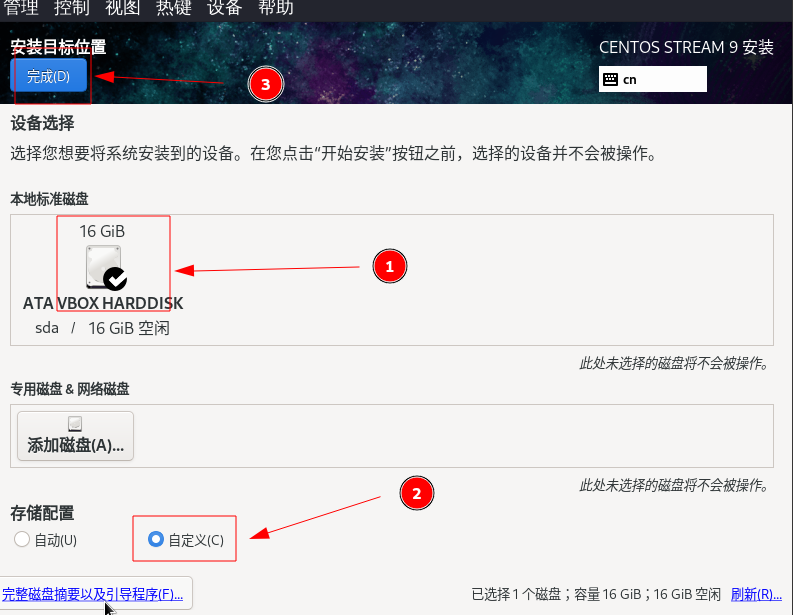 管理 控制 视图 热键 设备 帮助
安装目标位置
CENTOS STREAM 9 安装
完成(D)
3
cn
设备选择
选择您想要将系统安装到的设备。在您点击“开始安装”按钮之前，选择的设备并不会被操作。
本地标准磁盘
16 GiB
1
ATA VBOX HARDDISK
sda / 16 GiB 空闲
此处未选择的磁盘将不会被操作。
专用磁盘 & 网络磁盘
添加磁盘(A)...
此处未选择的磁盘将不会被操作。
2
存储配置
自动(U) 自定义(C)
完整磁盘摘要以及引导程序(F)... 已选择 1 个磁盘；容量 16 GiB；16 GiB 空闲 刷新(R)...